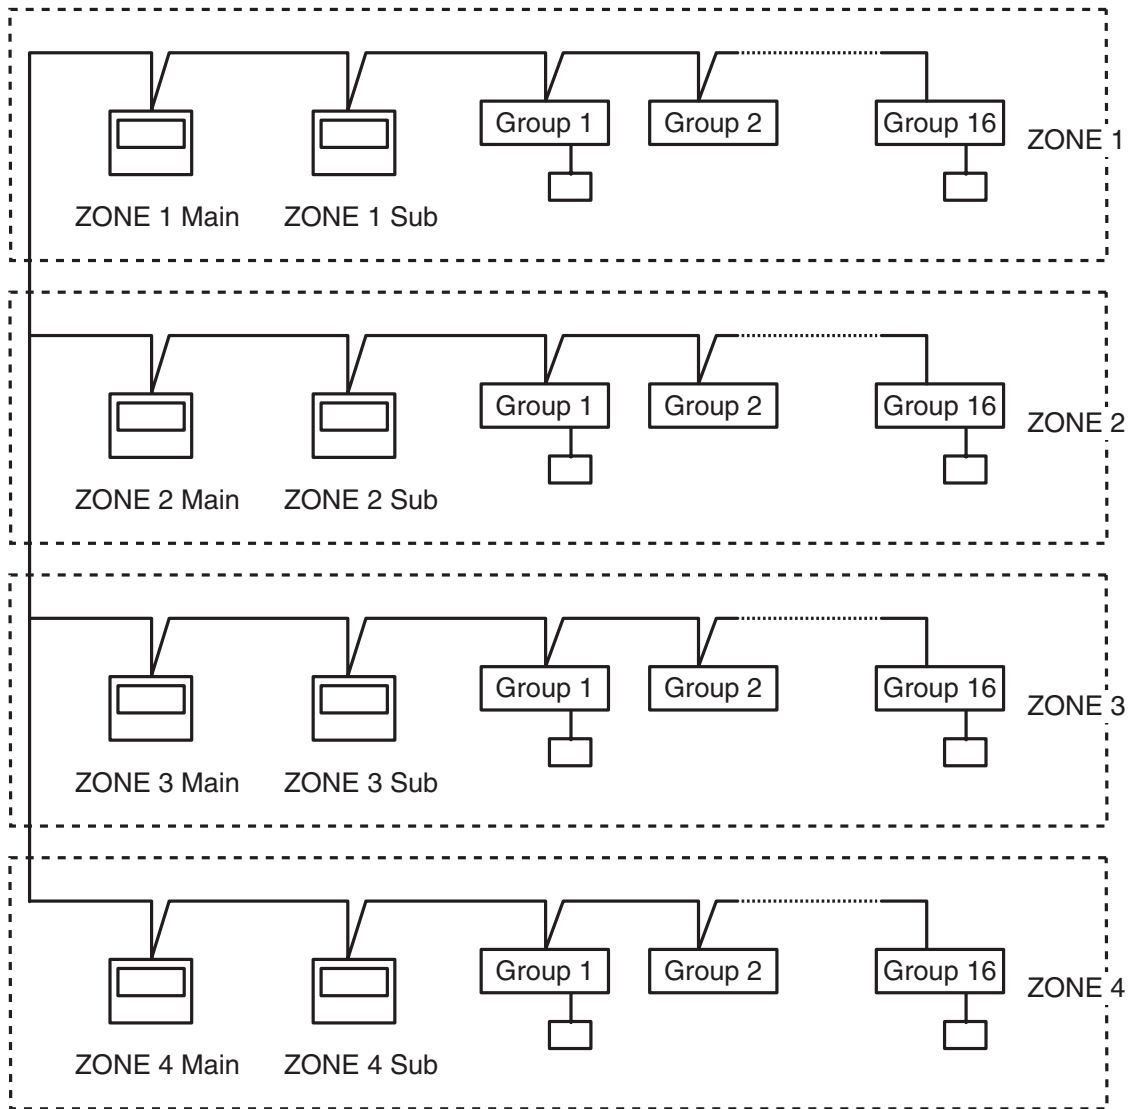 Group 1 Group 2 Group 16 ZONE 1
ZONE 1 Main ZONE 1 Sub
Group 1 Group 2 Group 16 ZONE 2
ZONE 2 Main ZONE 2 Sub
Group 1 Group 2 Group 16 ZONE 3
ZONE 3 Main ZONE 3 Sub
Group 1 Group 2 Group 16 ZONE 4
ZONE 4 Main ZONE 4 Sub